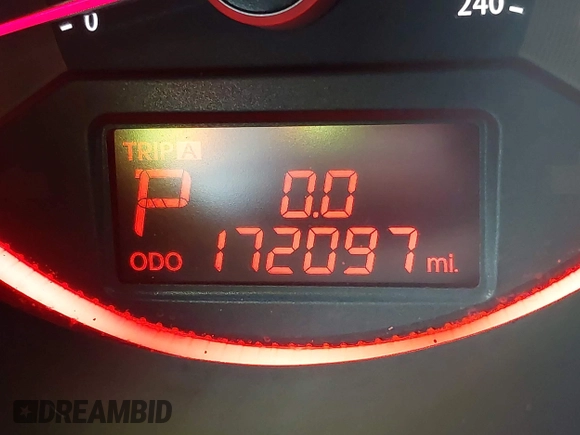 0 240
TRIP A
P 0.0
ODO 172097 mi.
DREAMBID